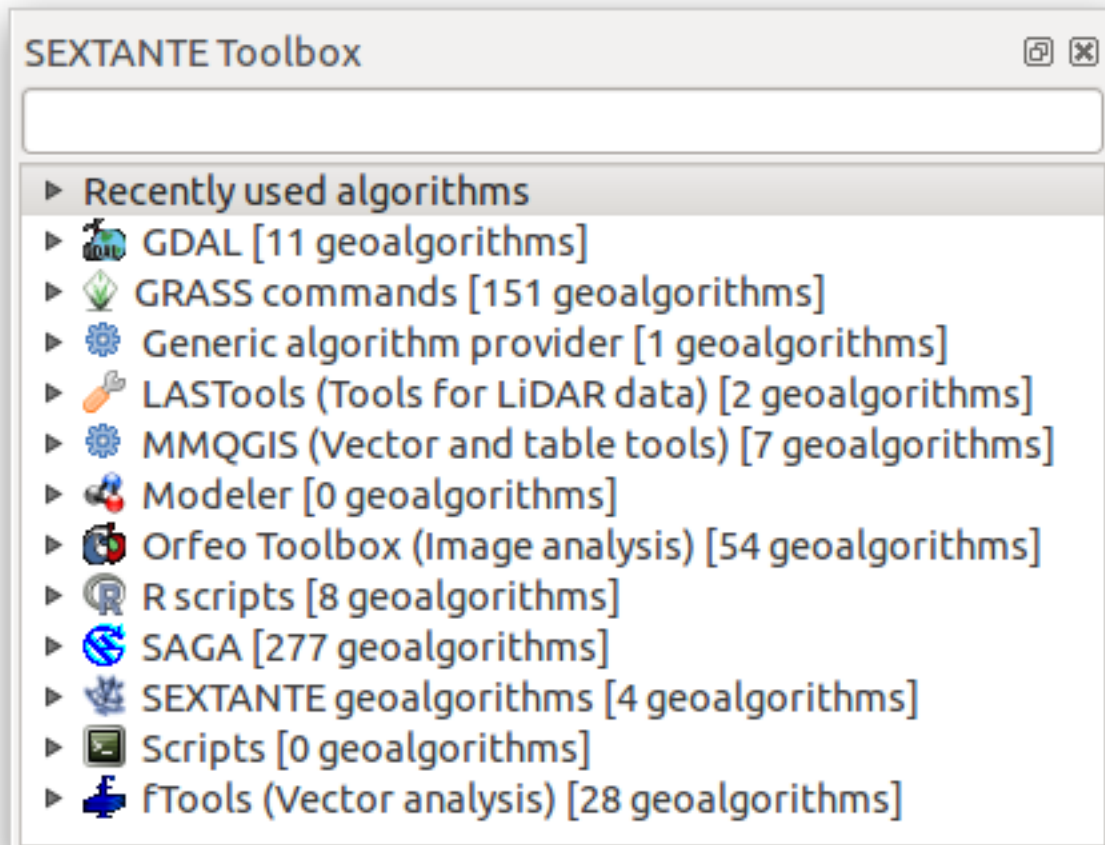 SEXTANTE Toolbox
Recently used algorithms
GDAL [11 geoalgorithms]
GRASS commands [151 geoalgorithms]
Generic algorithm provider [1 geoalgorithms]
LASTools (Tools for LiDAR data) [2 geoalgorithms]
MMQGIS (Vector and table tools) [7 geoalgorithms]
Modeler [0 geoalgorithms]
Orfeo Toolbox (Image analysis) [54 geoalgorithms]
R scripts [8 geoalgorithms]
SAGA [277 geoalgorithms]
SEXTANTE geoalgorithms [4 geoalgorithms]
Scripts [0 geoalgorithms]
fTools (Vector analysis) [28 geoalgorithms]